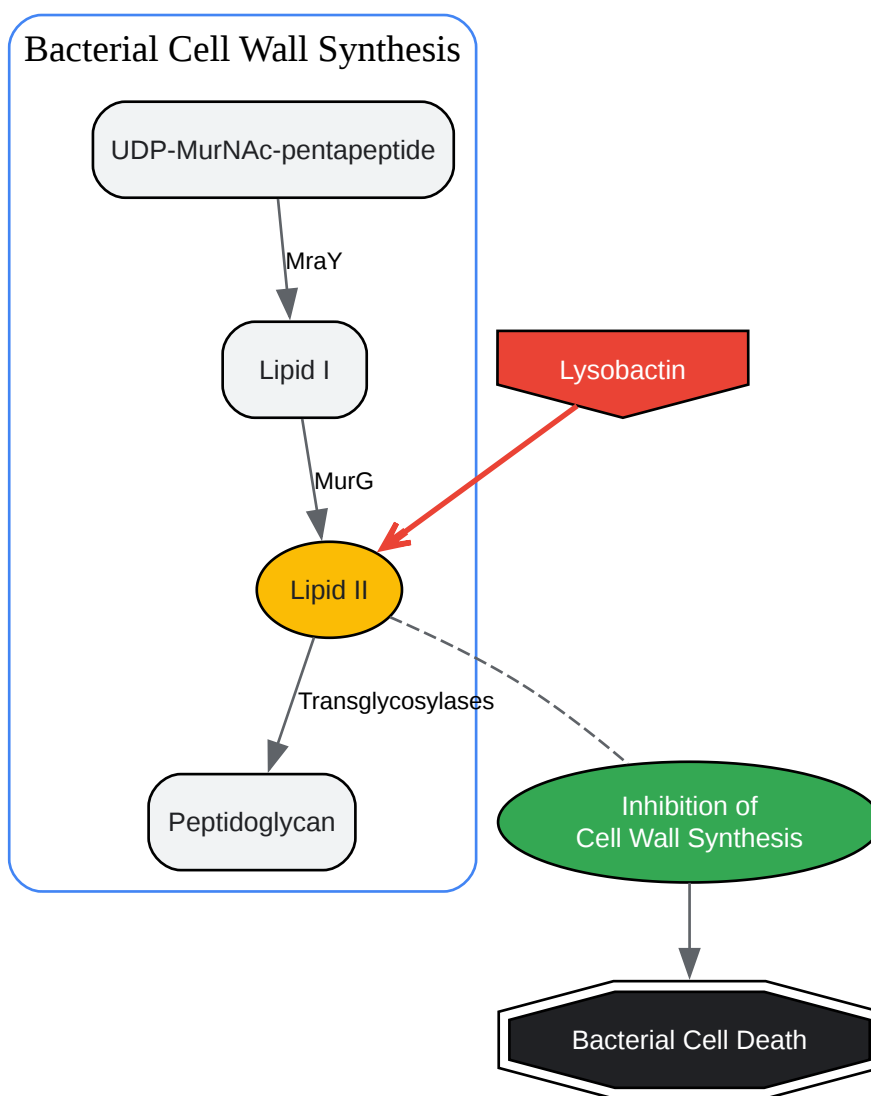 Bacterial Cell Wall Synthesis
UDP-MurNAc-pentapeptide
MraY
Lipid I
Lysobactin
MurG
Lipid II
Transglycosylases
Peptidoglycan
Inhibition of
Cell Wall Synthesis
Bacterial Cell Death